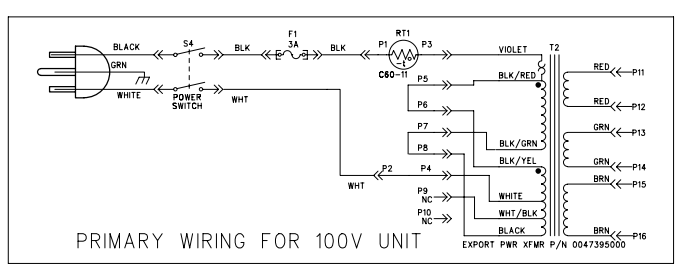 BLACK
S4
BLK
F1
3A
BLK
P1
RT1
P3
-t
C60-11
VIOLET
T2
GRN
WHITE
POWER
SWITCH
WHT
P5
BLK/RED
P6
P7
BLK/GRN
P8
BLK/YEL
WHT
P2
P4
WHITE
P9
NC
WHT/BLK
P10
NC
BLACK
RED
P11
RED
P12
GRN
P13
GRN
P14
BRN
P15
BRN
P16
PRIMARY WIRING FOR 100V UNIT
EXPORT PWR XFMR P/N 0047395000